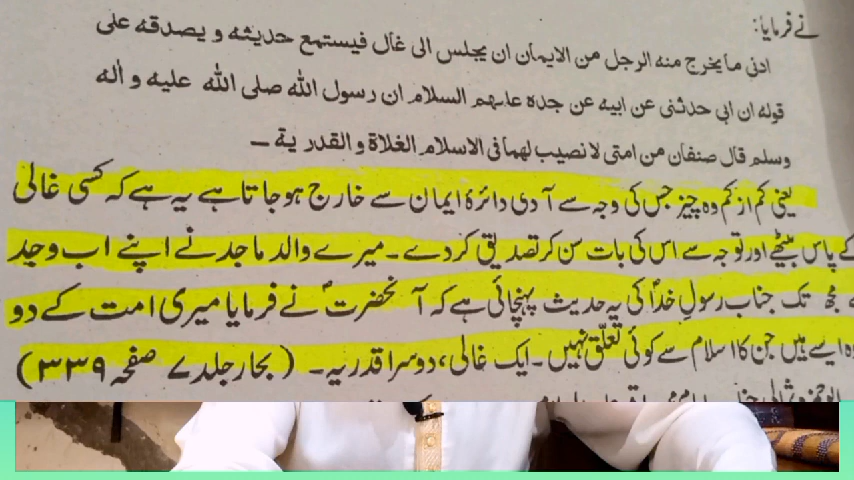 نے فرمایا:
ادنی ما یخرج منه الرجل من الایمان ان یجلس الی غال فیستمع حدیثه و یصدقه علی
قوله ان ابی حدثنی عن ابیه عن جده علیهم السلام ان رسول الله صلی الله علیه و اله
وسلم قال صنفان من امتی لا نصیب لهما فی الاسلام الغلاة و القدریة ــ
یعنی کم از کم وہ چیز جس کی وجہ سے آدمی دائرۂ ایمان سے خارج ہوجاتا ہے یہ ہے کہ کسی غالی
کے پاس بیٹھے اور توجہ سے اس کی بات سن کر تصدیق کر دے۔ میرے والد ماجد نے اپنے اب وجد
مجھ تک جناب رسولِ خداؐ کی یہ حدیث پہنچائی ہے کہ آنحضرتؐ نے فرمایا میری امت کے دو
ایسے ہیں جن کا اسلام سے کوئی تعلّق نہیں۔ ایک غالی، دوسرا قدریہ۔ (بحار جلد ۷ صفحہ ۳۳۹)